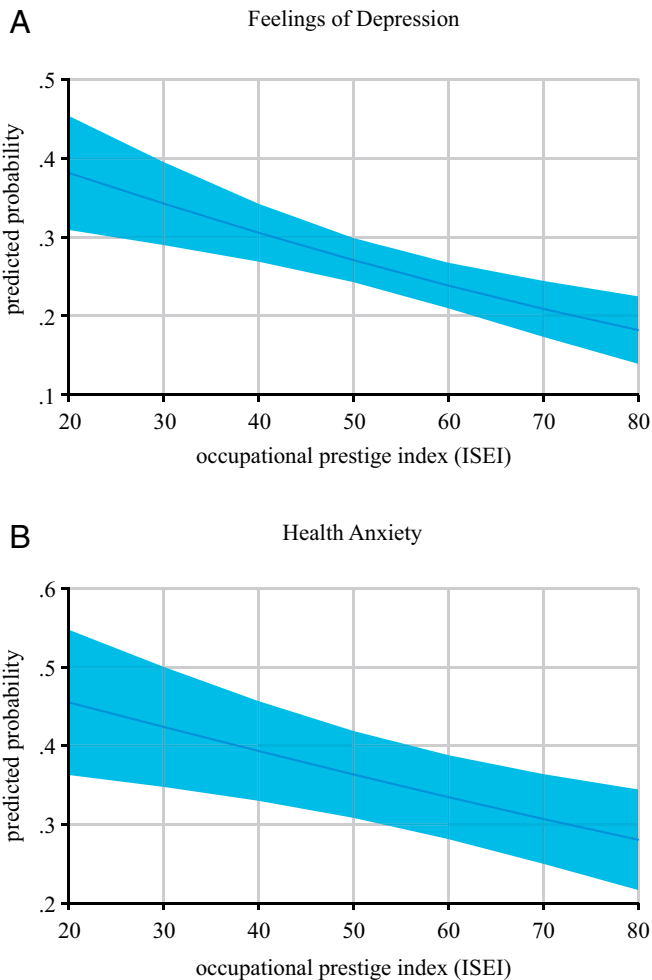 A
Feelings of Depression
predicted probability
.5
.4
.3
.2
.1
20 30 40 50 60 70 80
occupational prestige index (ISEI)
B
Health Anxiety
predicted probability
.6
.5
.4
.3
.2
20 30 40 50 60 70 80
occupational prestige index (ISEI)